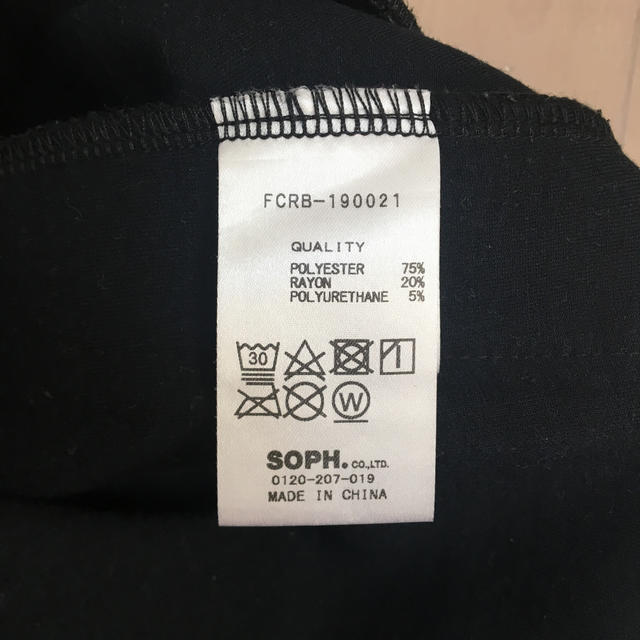 FCRB-190021
QUALITY
POLYESTER 75%
RAYON 20%
POLYURETHANE 5%
30
W
SOPH. CO.,LTD.
0120-207-019
MADE IN CHINA